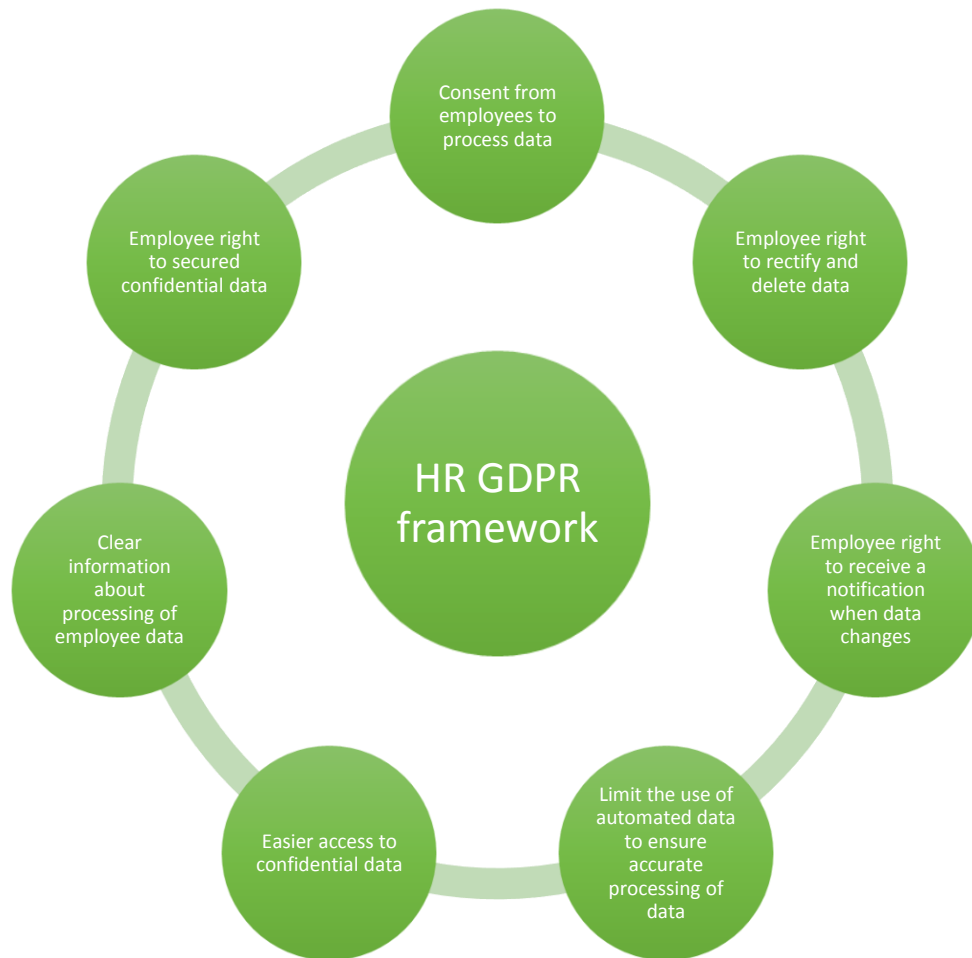 Consent from
employees to
process data
Employee right
to rectify and
delete data
Employee right
to receive a
notification
when data
changes
Limit the use of
automated data
to ensure
accurate
processing of
data
Easier access to
confidential data
Clear
information
about
processing of
employee data
Employee right
to secured
confidential data
HR GDPR
framework